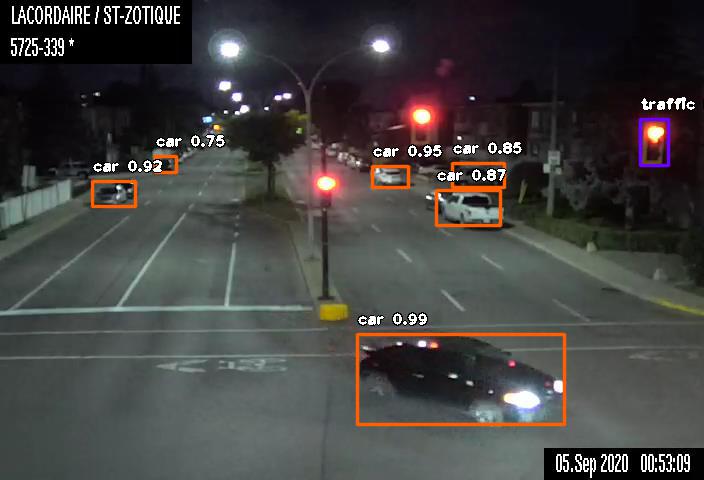 LACORDAIRE / ST-ZOTIQUE
5725-339 *
traffic
car 0.75
car 0.92
car 0.95
car 0.85
car 0.87
car 0.99
05.Sep 2020 00:53:09